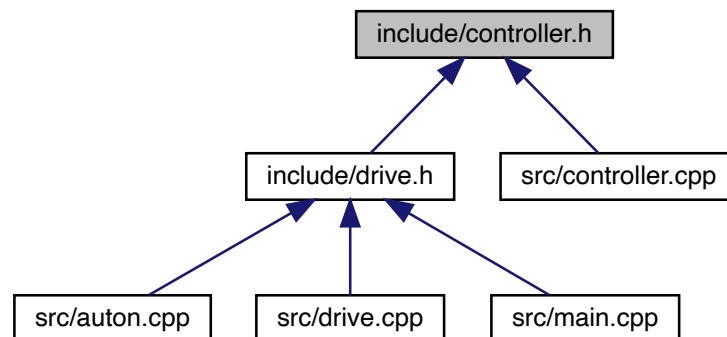 include/controller.h
include/drive.h
src/controller.cpp
src/auton.cpp
src/drive.cpp
src/main.cpp